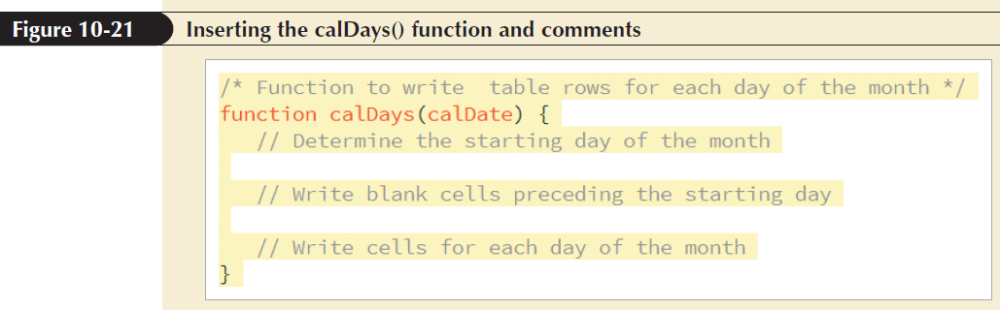 Figure 10-21 Inserting the calDays() function and comments
/* Function to write  table rows for each day of the month */
function calDays(calDate) {
   // Determine the starting day of the month
   // Write blank cells preceding the starting day
   // Write cells for each day of the month
}